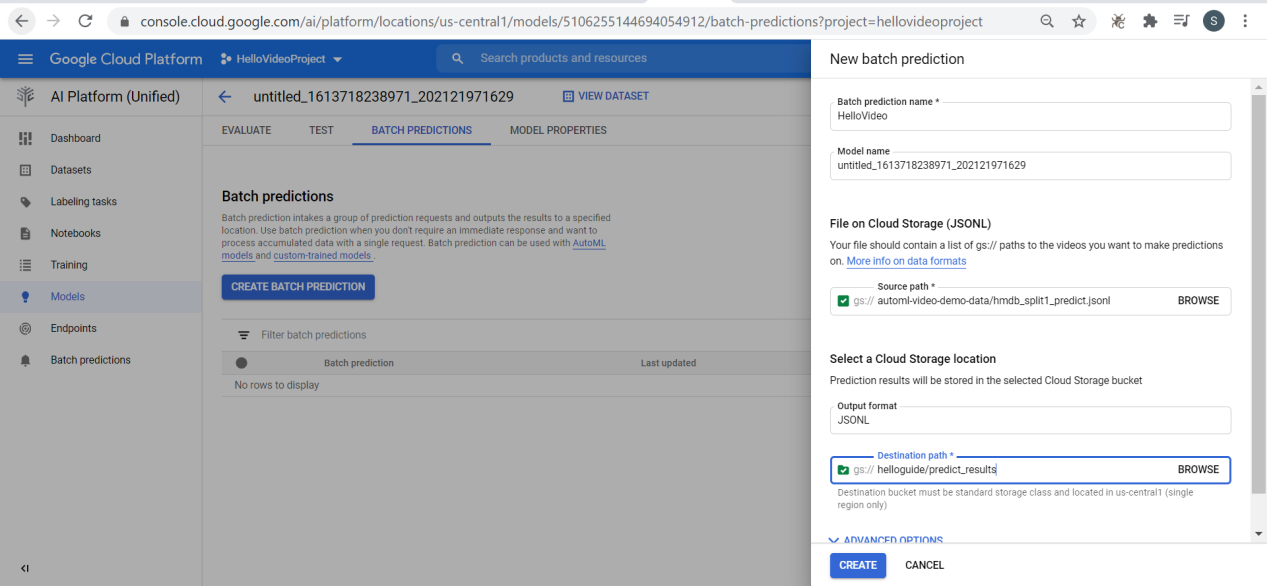 console.cloud.google.com/ai/platform/locations/us-central1/models/5106255144694054912/batch-predictions?project=hellovideoproject
S
Google Cloud Platform
HelloVideoProject
Search products and resources
AI Platform (Unified)
Dashboard
Datasets
Labeling tasks
Notebooks
Training
Models
Endpoints
Batch predictions
untitled_1613718238971_202121971629
VIEW DATASET
EVALUATE TEST BATCH PREDICTIONS MODEL PROPERTIES
Batch predictions
Batch prediction intakes a group of prediction requests and outputs the results to a specified
location. Use batch prediction when you don't require an immediate response and want to
process accumulated data with a single request. Batch prediction can be used with AutoML
models and custom-trained models .
CREATE BATCH PREDICTION
Filter batch predictions
Batch prediction Last updated
No rows to display
New batch prediction
Batch prediction name *
HelloVideo
Model name
untitled_1613718238971_202121971629
File on Cloud Storage (JSONL)
Your file should contain a list of gs:// paths to the videos you want to make predictions
on. More info on data formats
Source path *
gs:// automl-video-demo-data/hmdb_split1_predict.jsonl BROWSE
Select a Cloud Storage location
Prediction results will be stored in the selected Cloud Storage bucket
Output format
JSONL
Destination path *
gs:// helloguide/predict_results BROWSE
Destination bucket must be standard storage class and located in us-central1 (single
region only)
ADVANCED OPTIONS
CREATE CANCEL